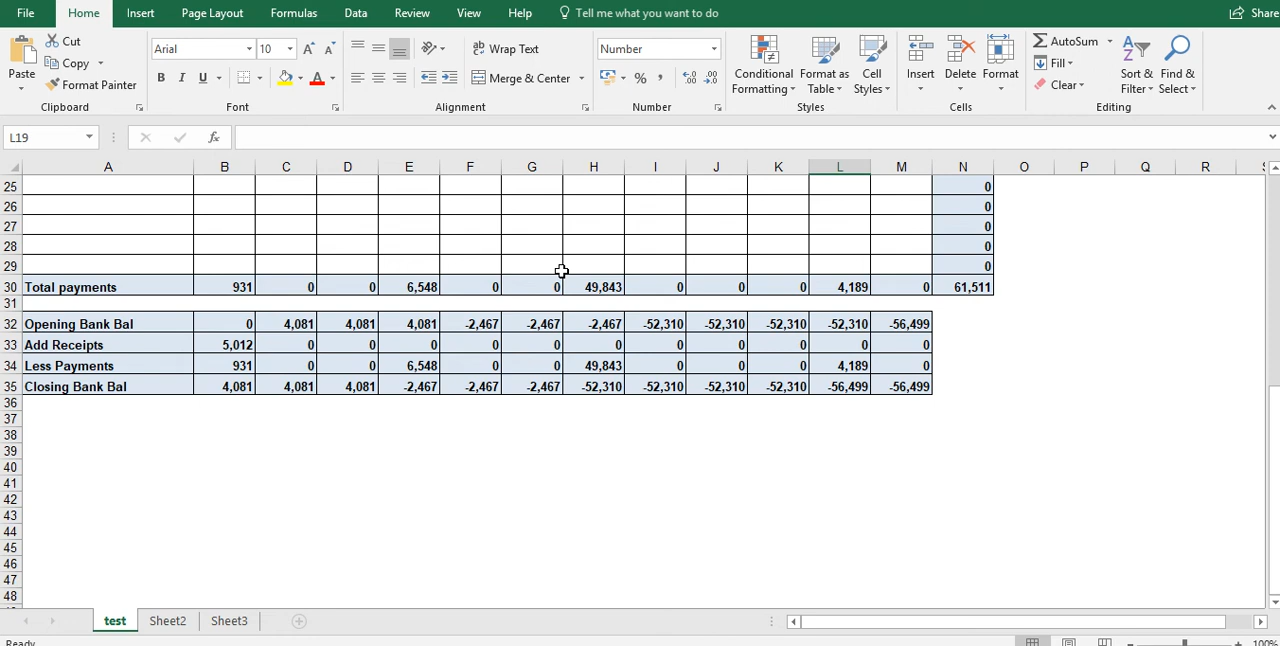 File Home Insert Page Layout Formulas Data Review View Help Tell me what you want to do Share
Paste Cut Copy Format Painter Clipboard
Arial 10 A A B I U A Font
ab Wrap Text Merge & Center Alignment
Number % , .0 .00 Number
Conditional Formatting Format as Table Cell Styles Styles
Insert Delete Format Cells
AutoSum Fill Clear Sort & Filter Find & Select Editing
L19 fx
A B C D E F G H I J K L M N O P Q R S
25 0
26 0
27 0
28 0
29 0
30 Total payments 931 0 0 6,548 0 0 49,843 0 0 0 4,189 0 61,511
31
32 Opening Bank Bal 0 4,081 4,081 4,081 -2,467 -2,467 -2,467 -52,310 -52,310 -52,310 -52,310 -56,499
33 Add Receipts 5,012 0 0 0 0 0 0 0 0 0 0 0
34 Less Payments 931 0 0 6,548 0 0 49,843 0 0 0 4,189 0
35 Closing Bank Bal 4,081 4,081 4,081 -2,467 -2,467 -2,467 -52,310 -52,310 -52,310 -52,310 -56,499 -56,499
36
37
38
39
40
41
42
43
44
45
46
47
48
test Sheet2 Sheet3
Ready 100%